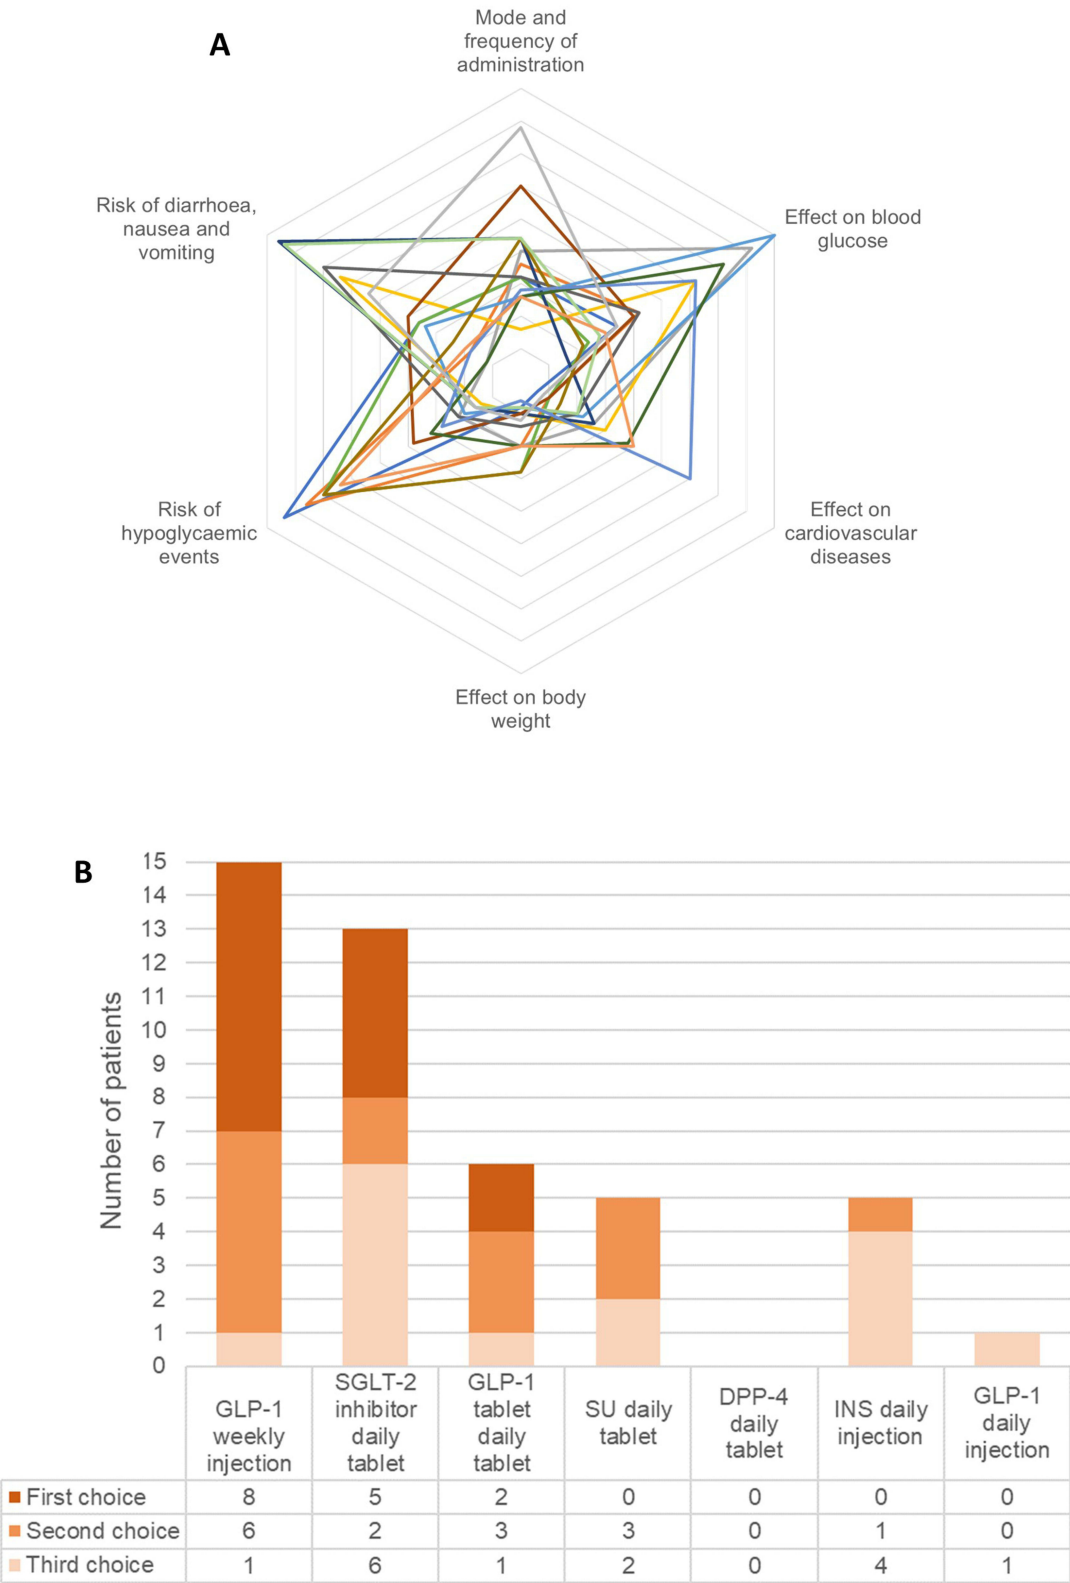 A
Mode and
frequency of
administration
Risk of diarrhoea,
nausea and
vomiting
Effect on blood
glucose
Risk of
hypoglycaemic
events
Effect on
cardiovascular
diseases
Effect on body
weight
B
Number of patients
15
14
13
12
11
10
9
8
7
6
5
4
3
2
1
0
GLP-1
weekly
injection
SGLT-2
inhibitor
daily
tablet
GLP-1
tablet
daily
tablet
SU daily
tablet
DPP-4
daily
tablet
INS daily
injection
GLP-1
daily
injection
First choice 8 5 2 0 0 0 0
Second choice 6 2 3 3 0 1 0
Third choice 1 6 1 2 0 4 1